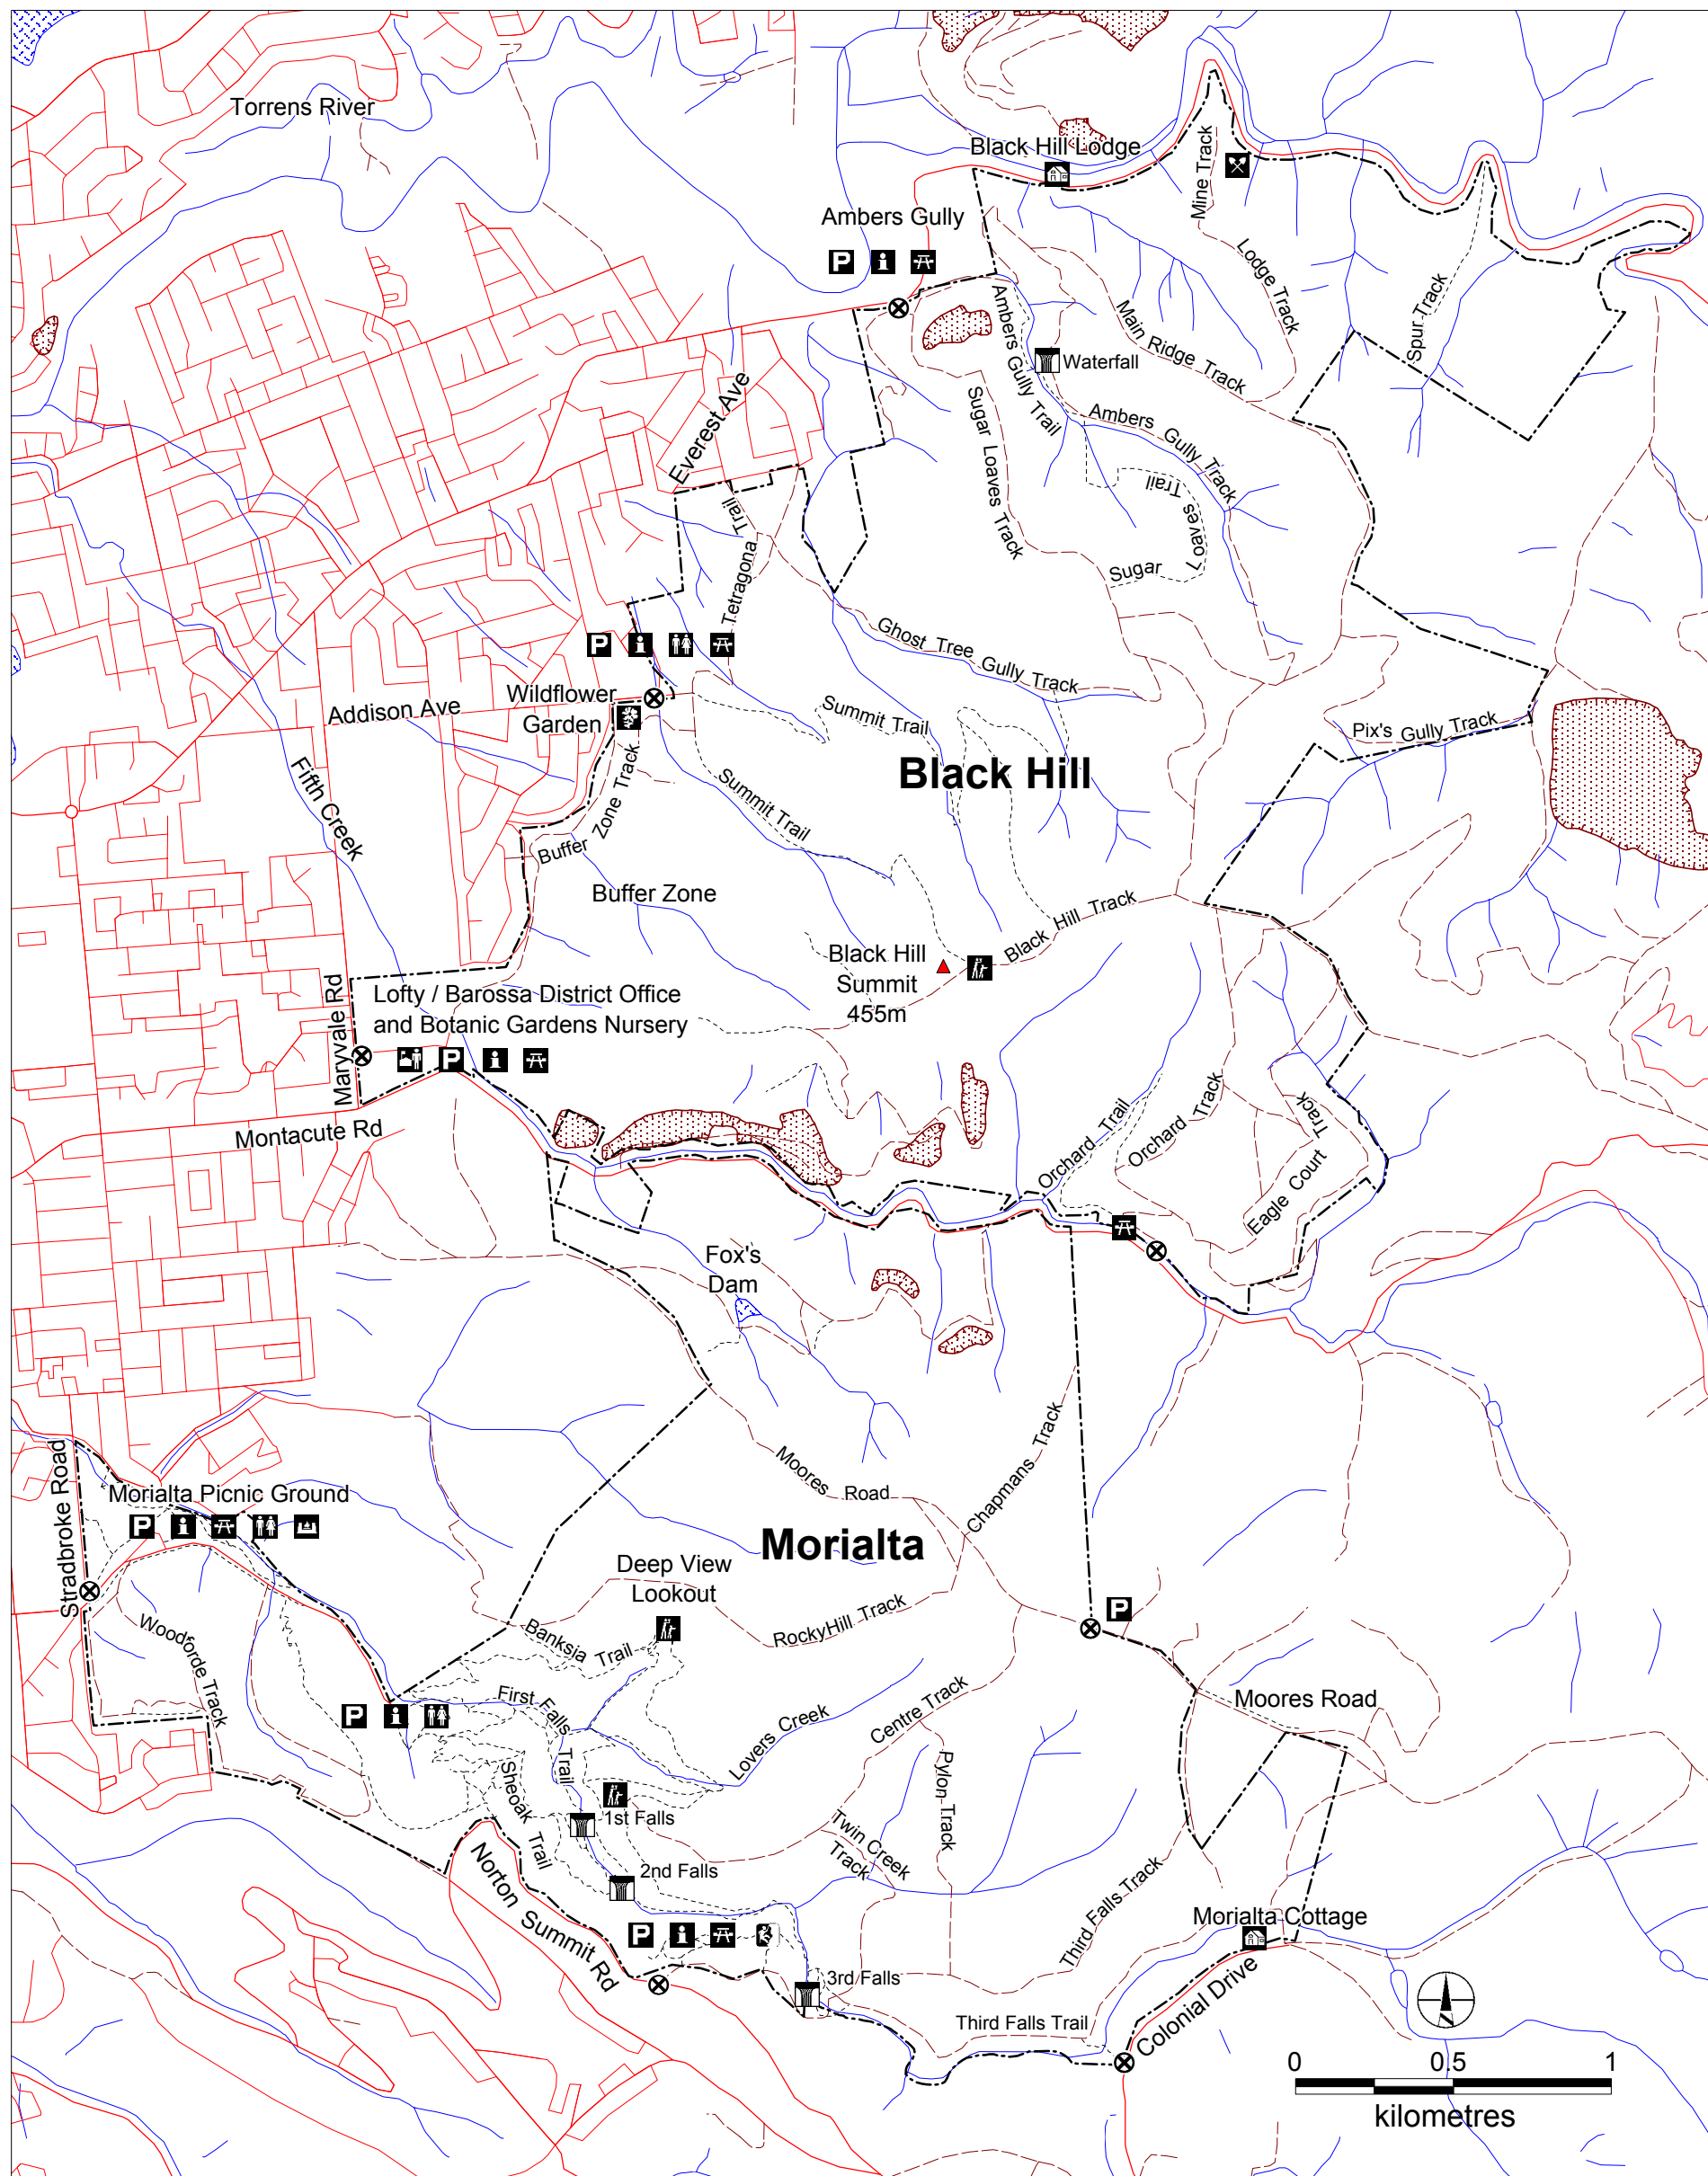 Torrens River
Black Hill Lodge
Mine Track
Ambers Gully
P
i
Lodge Track
Spur Track
Ambers Gully Trail
Main Ridge Track
Waterfall
Everest Ave
Sugar Loaves Track
Ambers Gully Track
Sugar Loaves Trail
Tetragona Trail
P
i
Ghost Tree Gully Track
Wildflower
Garden
Addison Ave
Summit Trail
Pix's Gully Track
Black Hill
Fifth Creek
Summit Trail
Buffer Zone Track
Buffer Zone
Black Hill Track
Black Hill
Summit
455m
Maryvale Rd
Lofty / Barossa District Office
and Botanic Gardens Nursery
P
i
Montacute Rd
Orchard Trail
Orchard Track
Eagle Court Track
Fox's
Dam
Chapmans Track
Stradbroke Road
Moores Road
Morialta Picnic Ground
P
i
Morialta
Deep View
Lookout
Woodforde Track
Banksia Trail
RockyHill Track
P
First Falls Trail
Moores Road
P
i
Lovers Creek
Centre Track
Sheoak Trail
Pylon Track
1st Falls
Twin Creek
Track
2nd Falls
Norton Summit Rd
Third Falls Track
Morialta Cottage
P
i
3rd Falls
Third Falls Trail
Colonial Drive
N
0 0.5 1
kilometres